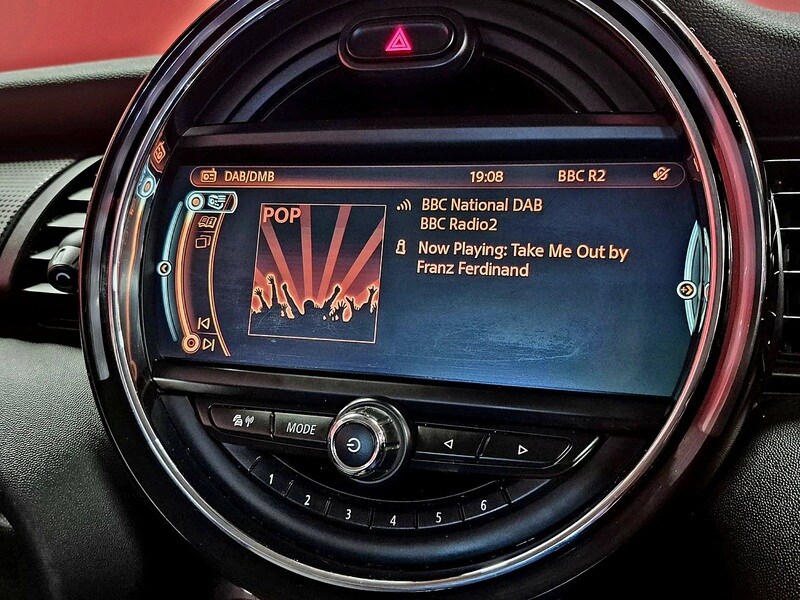 DAB/DMB 19:08 BBC R2
POP
BBC National DAB
BBC Radio2
Now Playing: Take Me Out by
Franz Ferdinand
MODE
1 2 3 4 5 6